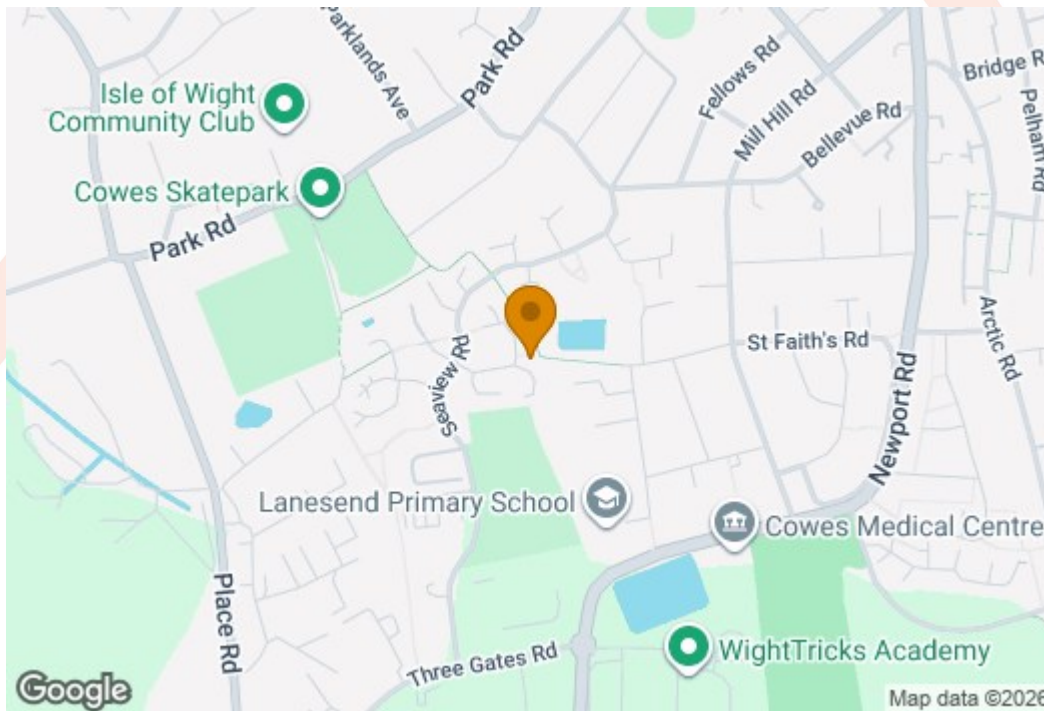 Parklands Ave
Park Rd
Fellows Rd
Bridge R
Isle of Wight
Community Club
Mill Hill Rd
Bellevue Rd
Pelham Rd
Cowes Skatepark
Park Rd
Seaview Rd
St Faith's Rd
Arctic Rd
Newport Rd
Lanesend Primary School
Cowes Medical Centre
Place Rd
Three Gates Rd
WightTricks Academy
Google
Map data ©2026